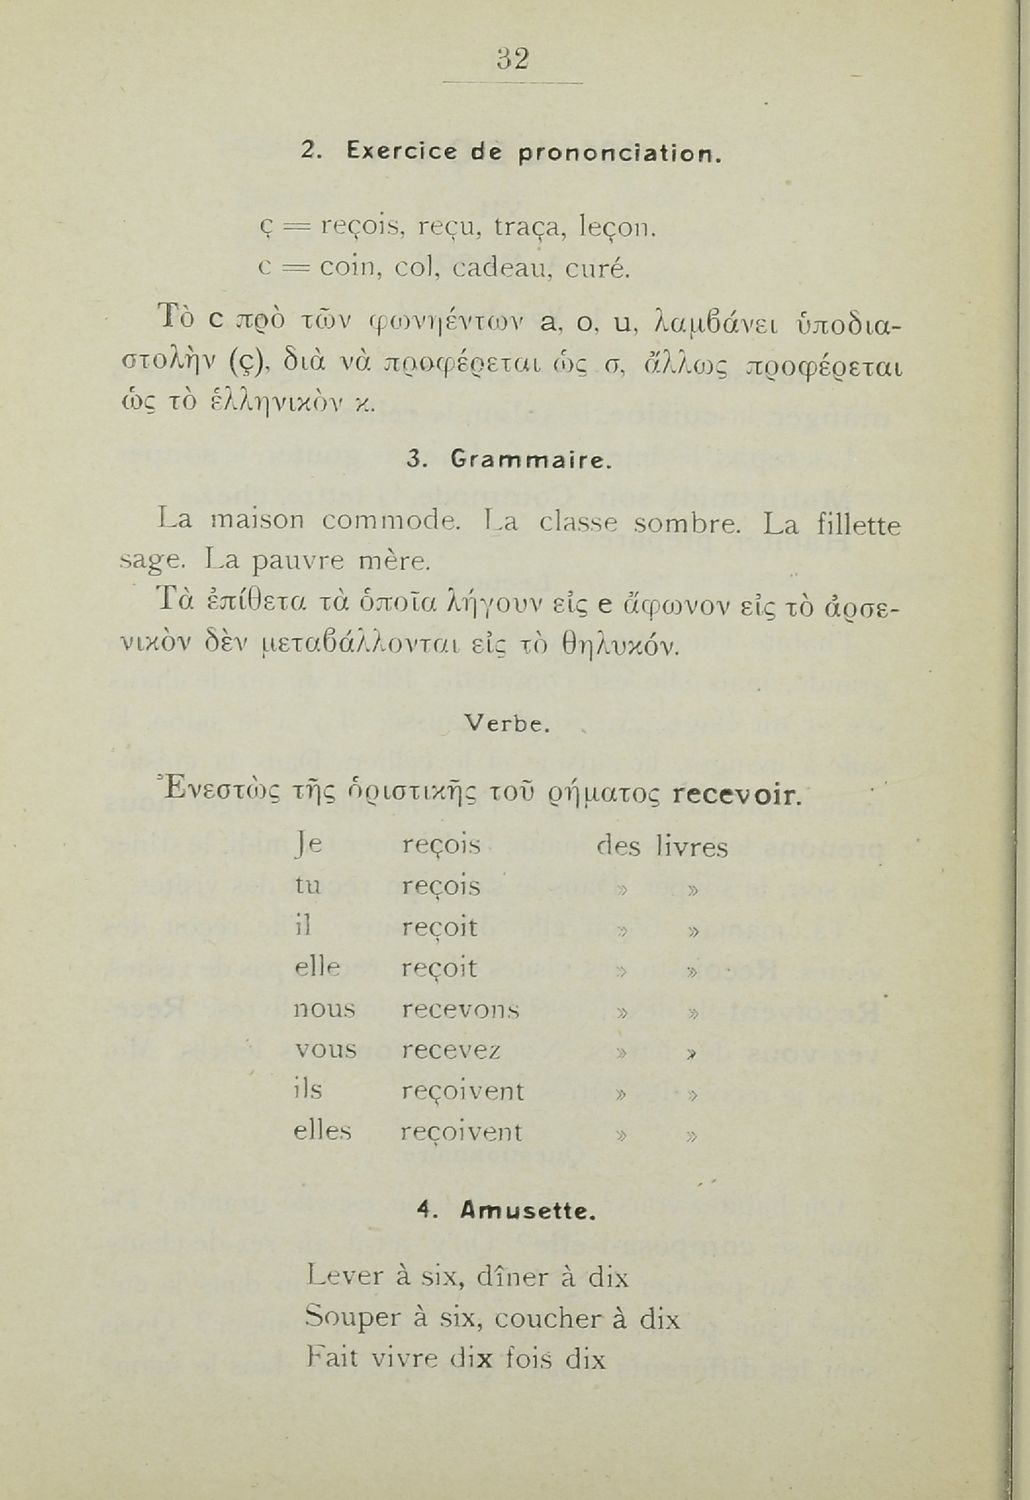 32
2. Exercice de prononciation.
ç = reçois, reçu, traça, leçon.
c = coin, col, cadeau, curé.
Τὸ c πρὸ τῶν φωνηέντων a, o, u, λαμβάνει ὑποδια-
στολὴν (ç), διὰ νὰ προφέρεται ὡς σ, ἄλλως προφέρεται
ὡς τὸ ἑλληνικὸν κ.
3. Grammaire.
La maison commode. La classe sombre. La fillette
sage. La pauvre mère.
Τὰ ἐπίθετα τὰ ὁποῖα λήγουν εἰς e ἄφωνον εἰς τὸ ἀρσε-
νικὸν δὲν μεταβάλλονται εἰς τὸ θηλυκόν.
Verbe.
Ἐνεστὼς τῆς ὁριστικῆς τοῦ ρήματος recevoir.
Je reçois des livres
tu reçois » »
il reçoit » »
elle reçoit » »
nous recevons » »
vous recevez » »
ils reçoivent » »
elles reçoivent » »
4. Amusette.
Lever à six, dîner à dix
Souper à six, coucher à dix
Fait vivre dix fois dix